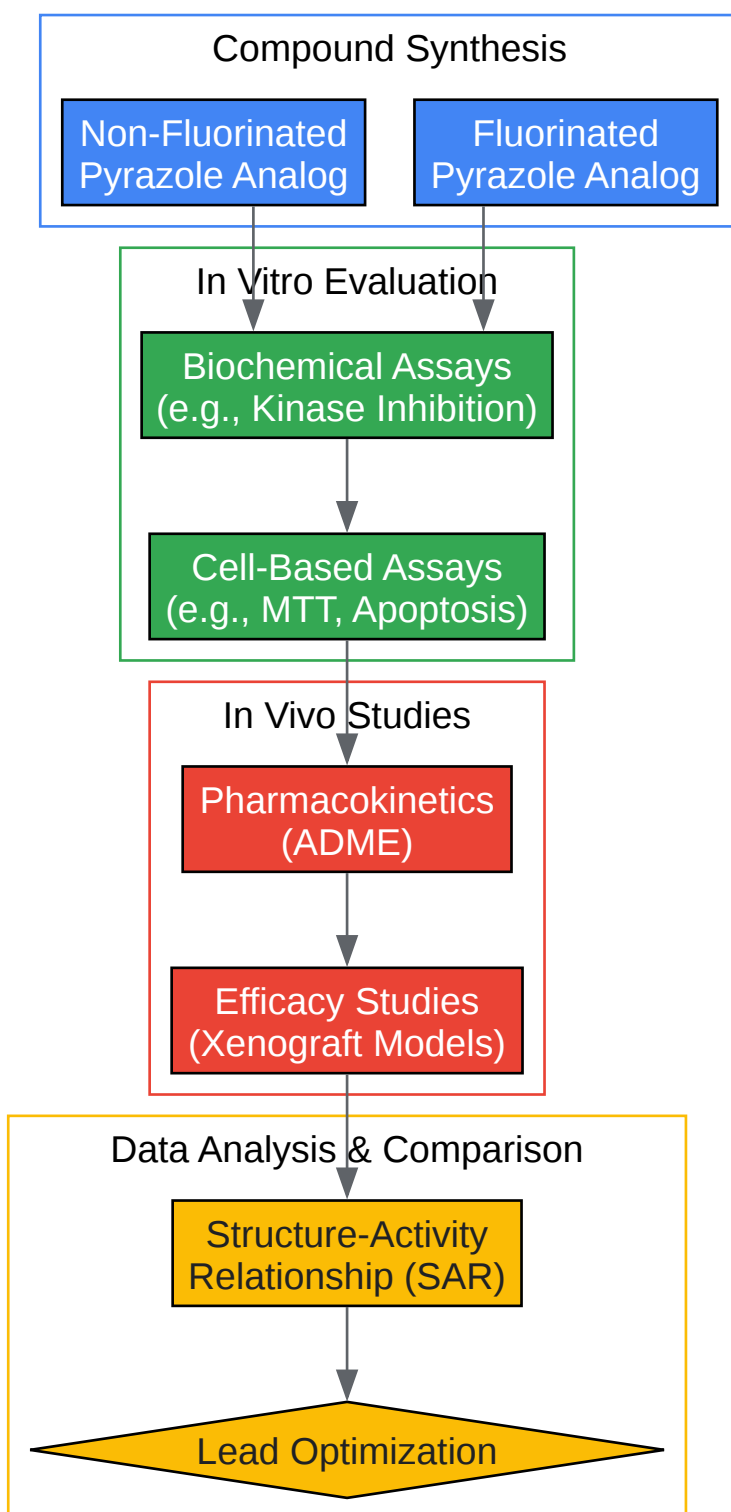 Compound Synthesis
Non-Fluorinated
Pyrazole Analog
Fluorinated
Pyrazole Analog
In Vitro Evaluation
Biochemical Assays
(e.g., Kinase Inhibition)
Cell-Based Assays
(e.g., MTT, Apoptosis)
In Vivo Studies
Pharmacokinetics
(ADME)
Efficacy Studies
(Xenograft Models)
Data Analysis & Comparison
Structure-Activity
Relationship (SAR)
Lead Optimization